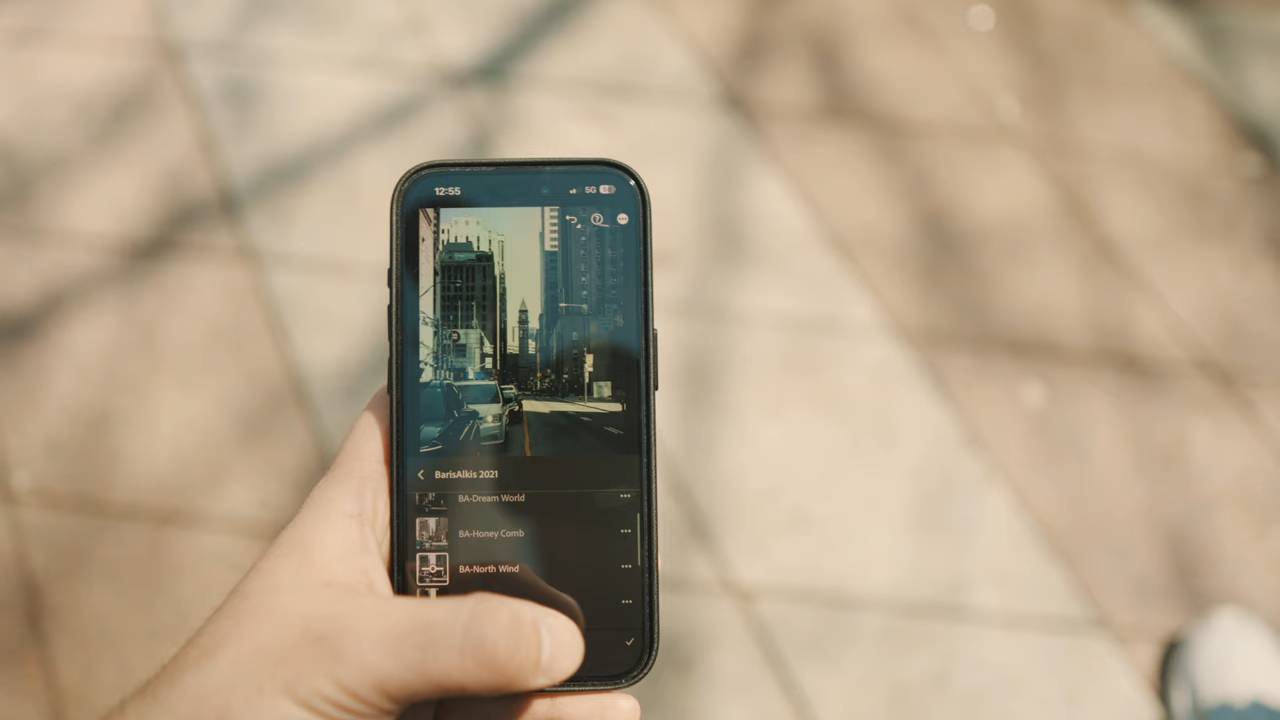 12:55 5G
BarisAlkis 2021
BA-Dream World
BA-Honey Comb
BA-North Wind